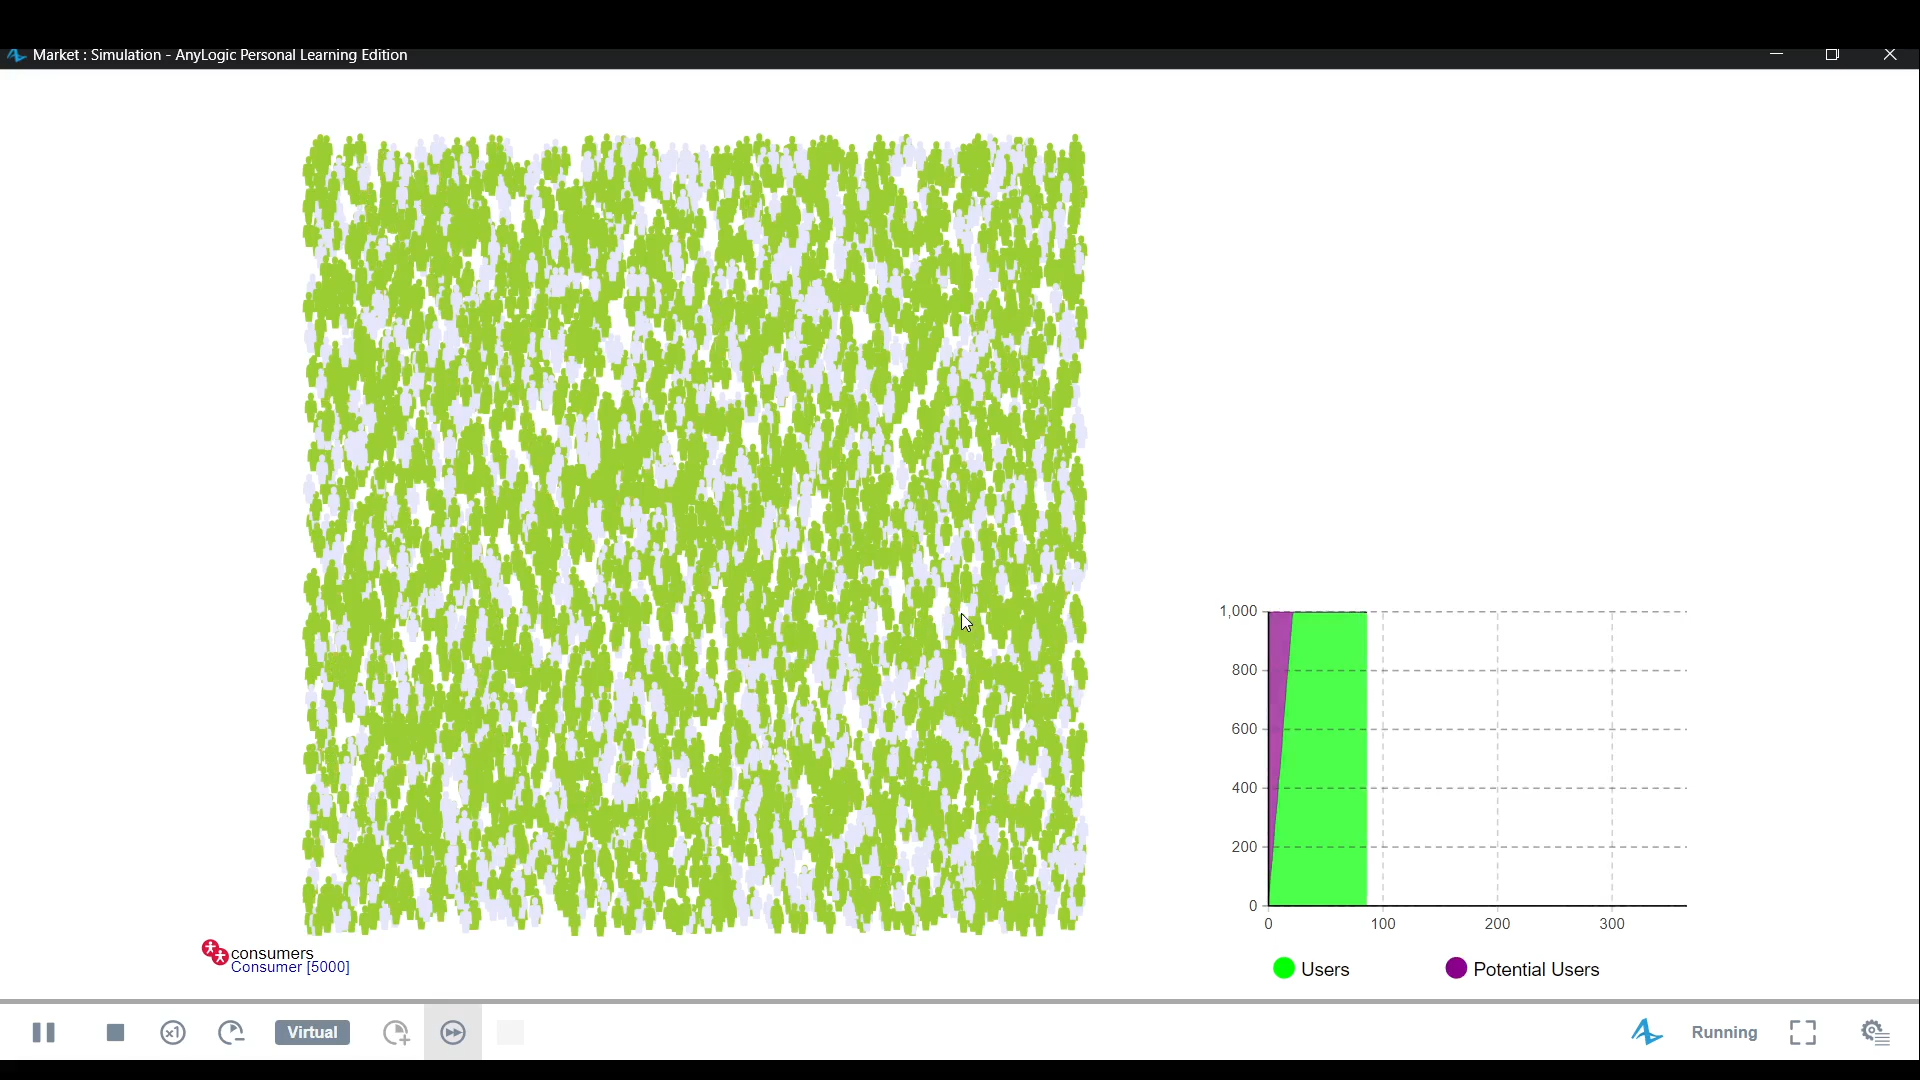 Market : Simulation - AnyLogic Personal Learning Edition
1,000
800
600
400
200
0
0 100 200 300
Users Potential Users
consumers
Consumer [5000]
x1 Virtual Running